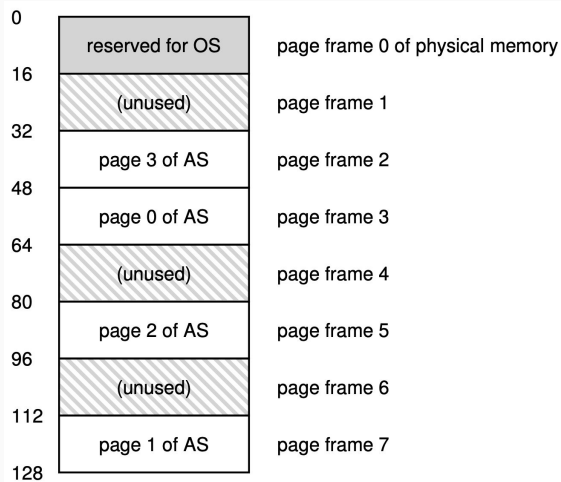 0
reserved for OS page frame 0 of physical memory
16
(unused) page frame 1
32
page 3 of AS page frame 2
48
page 0 of AS page frame 3
64
(unused) page frame 4
80
page 2 of AS page frame 5
96
(unused) page frame 6
112
page 1 of AS page frame 7
128